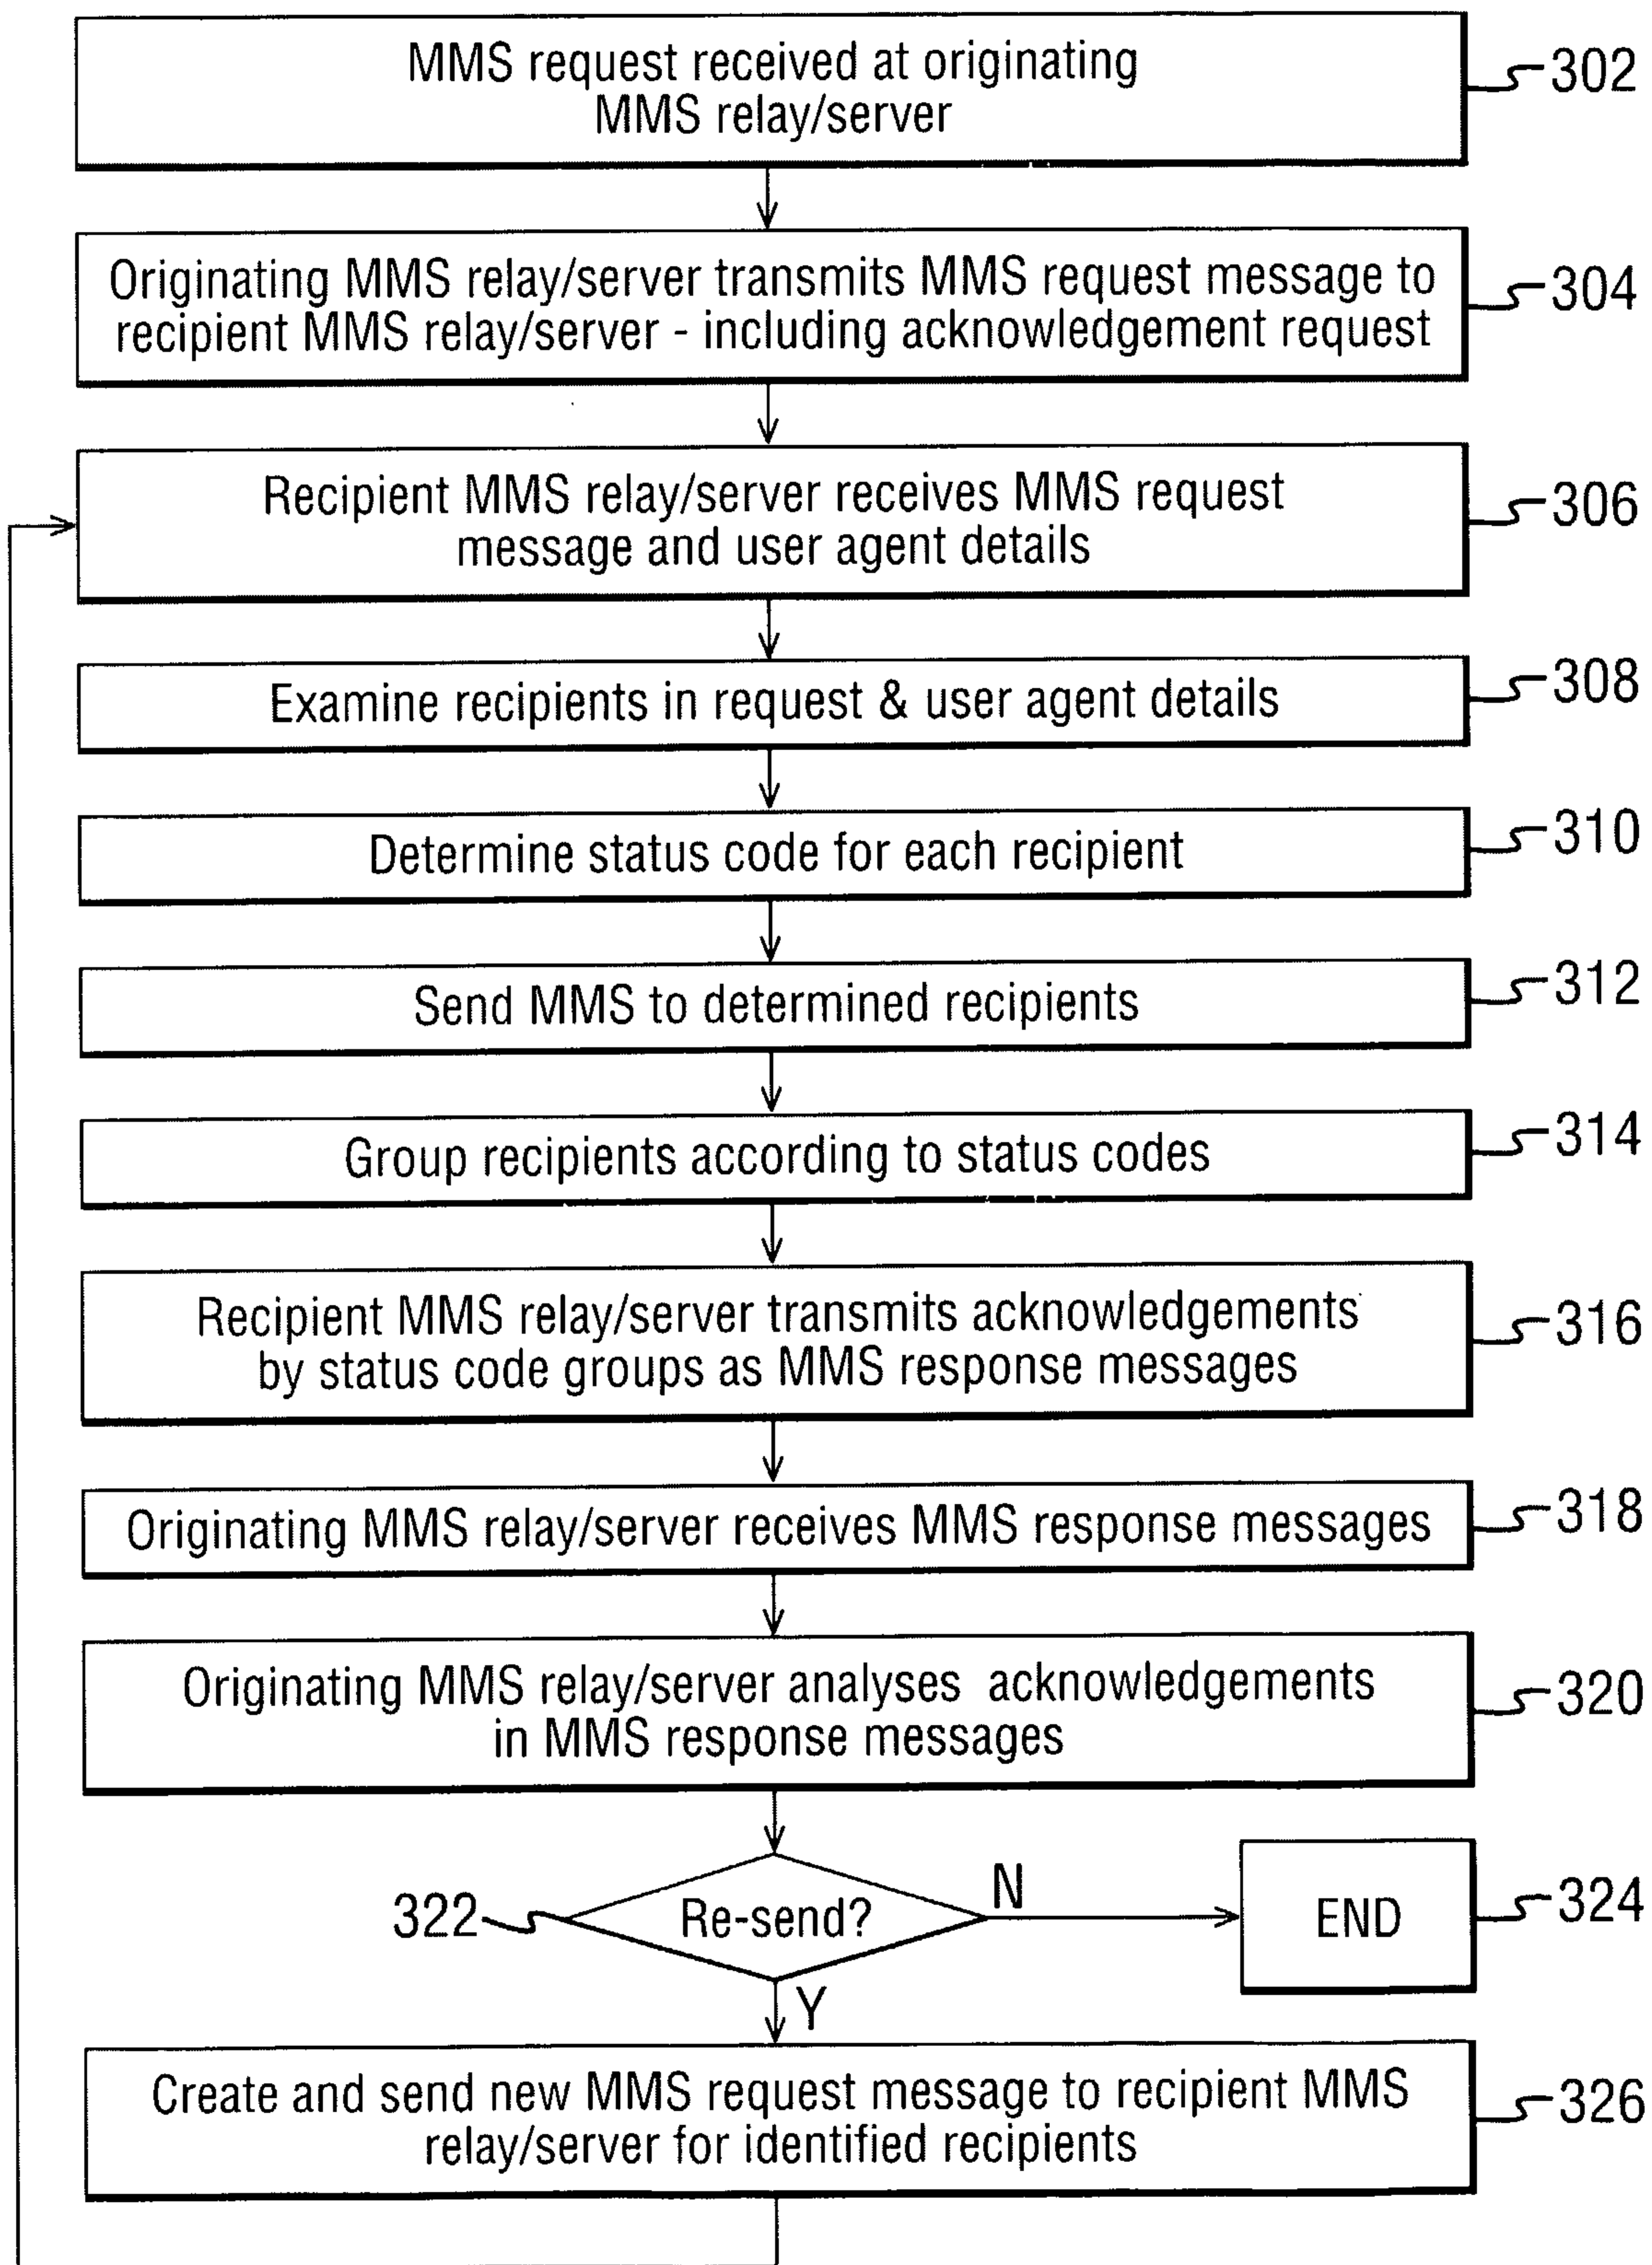 MMS request received at originating
MMS relay/server
302
Originating MMS relay/server transmits MMS request message to
recipient MMS relay/server - including acknowledgement request
304
Recipient MMS relay/server receives MMS request
message and user agent details
306
Examine recipients in request & user agent details
308
Determine status code for each recipient
310
Send MMS to determined recipients
312
Group recipients according to status codes
314
Recipient MMS relay/server transmits acknowledgements
by status code groups as MMS response messages
316
Originating MMS relay/server receives MMS response messages
318
Originating MMS relay/server analyses acknowledgements
in MMS response messages
320
322
Re-send?
N
END
324
Y
Create and send new MMS request message to recipient MMS
relay/server for identified recipients
326